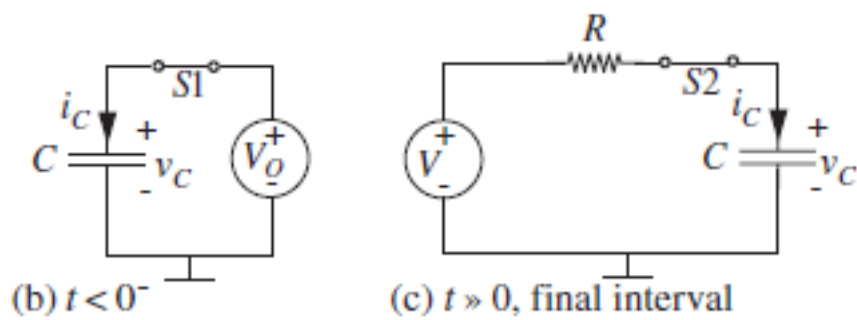 R
S1
S2
i_C
+
i_C
+
C
v_C
+
V_O
-
-
+
V
-
C
v_C
-
(b) t < 0⁻
(c) t » 0, final interval